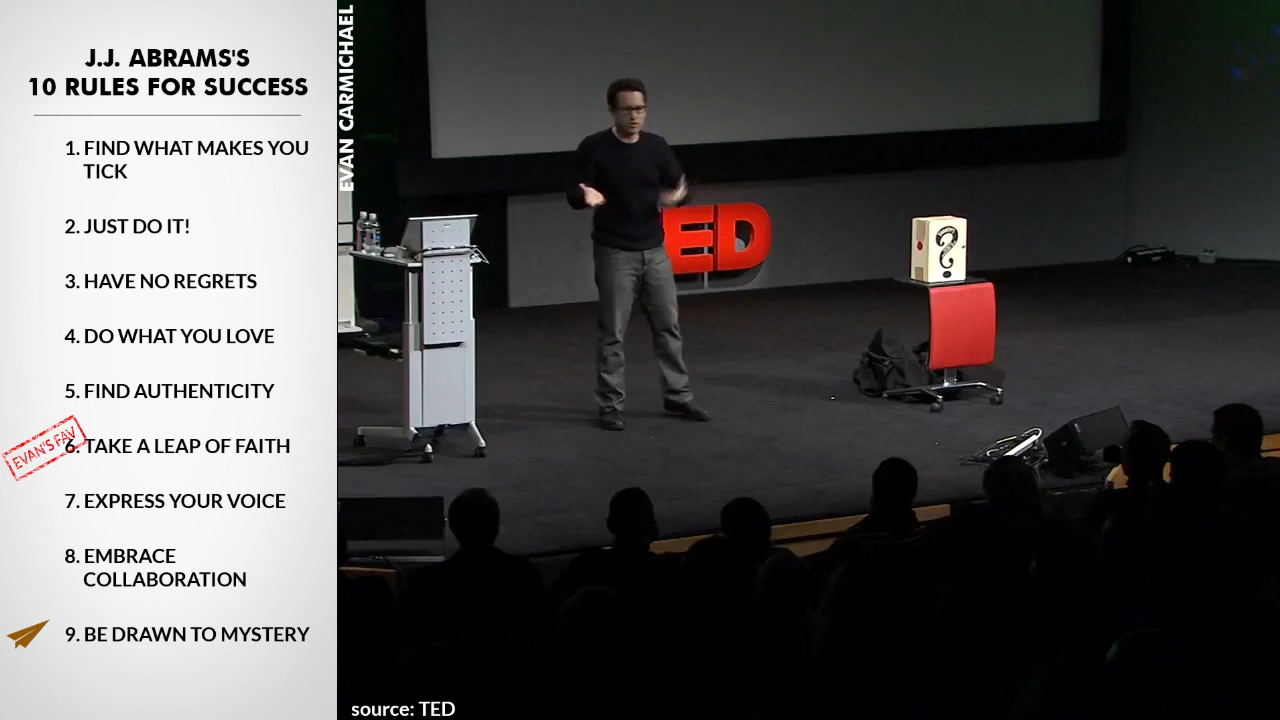 J.J. ABRAMS'S
10 RULES FOR SUCCESS
1. FIND WHAT MAKES YOU
TICK
2. JUST DO IT!
3. HAVE NO REGRETS
4. DO WHAT YOU LOVE
5. FIND AUTHENTICITY
EVAN'S FAV
6. TAKE A LEAP OF FAITH
7. EXPRESS YOUR VOICE
8. EMBRACE
COLLABORATION
9. BE DRAWN TO MYSTERY
EVAN CARMICHAEL
TED
?
source: TED